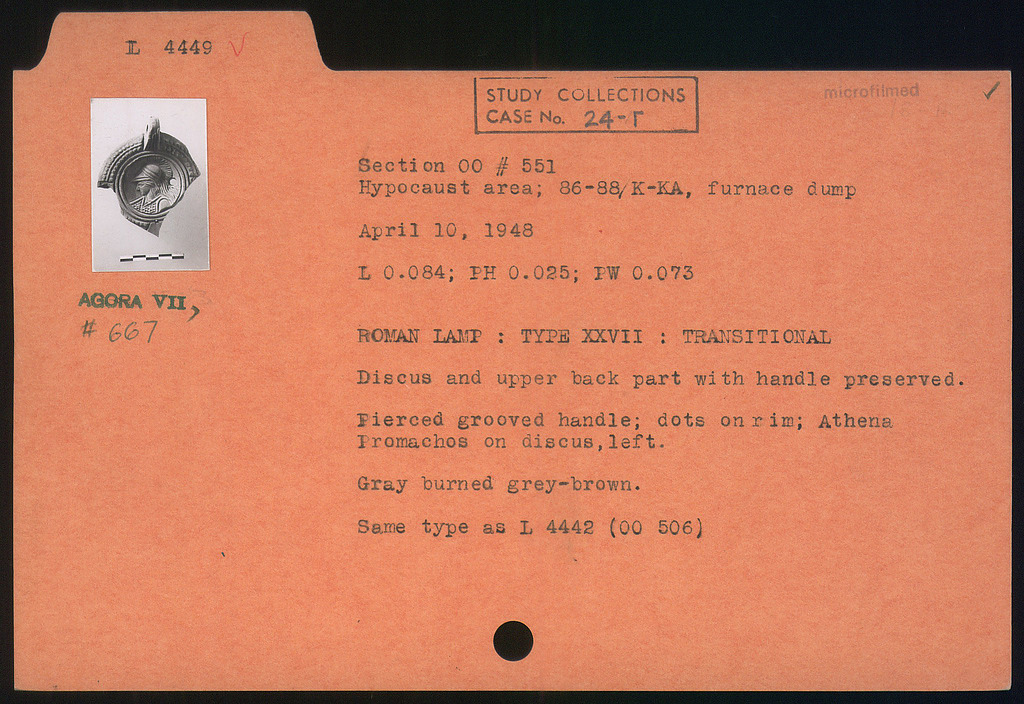 L 4449 ✓
STUDY COLLECTIONS
CASE No. 24-Γ
microfilmed ✓
Section OO # 551
Hypocaust area; 86-88/K-KA, furnace dump
April 10, 1948
L 0.084; PH 0.025; PW 0.073
AGORA VII,
# 667
ROMAN LAMP : TYPE XXVII : TRANSITIONAL
Discus and upper back part with handle preserved.
Pierced grooved handle; dots on rim; Athena
Promachos on discus,left.
Gray burned grey-brown.
Same type as L 4442 (OO 506)